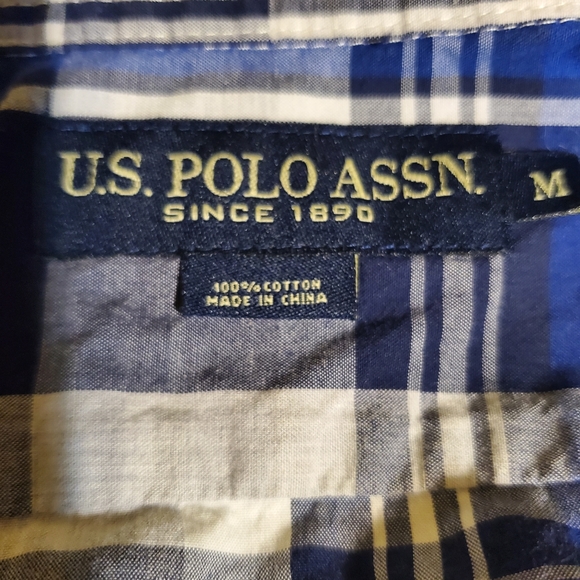 U.S. POLO ASSN.
SINCE 1890
M
100% COTTON
MADE IN CHINA